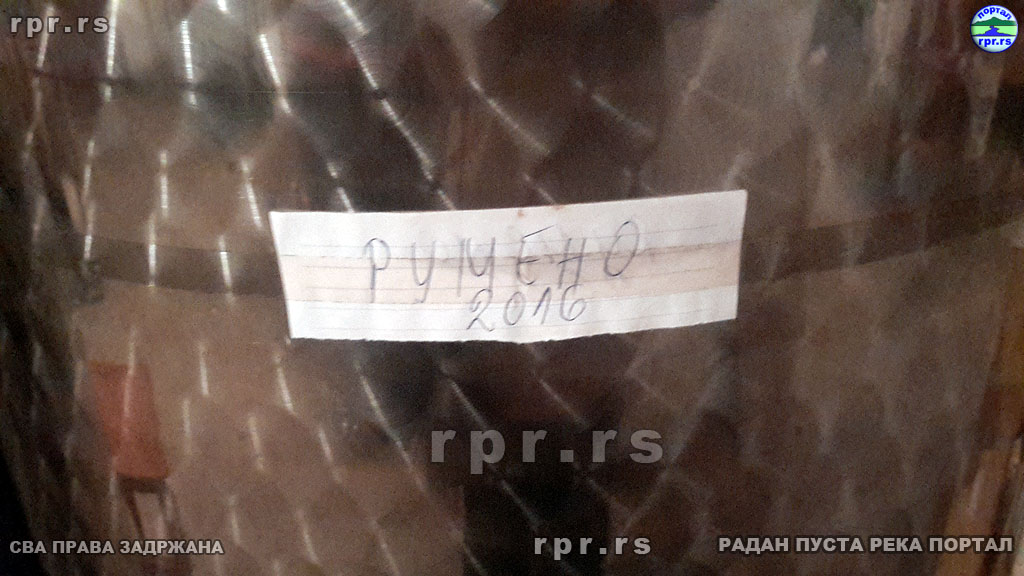 rpr.rs
портал
rpr.rs
РУМЕНО
2016
rpr.rs
СВА ПРАВА ЗАДРЖАНА
rpr.rs
РАДАН ПУСТА РЕКА ПОРТАЛ